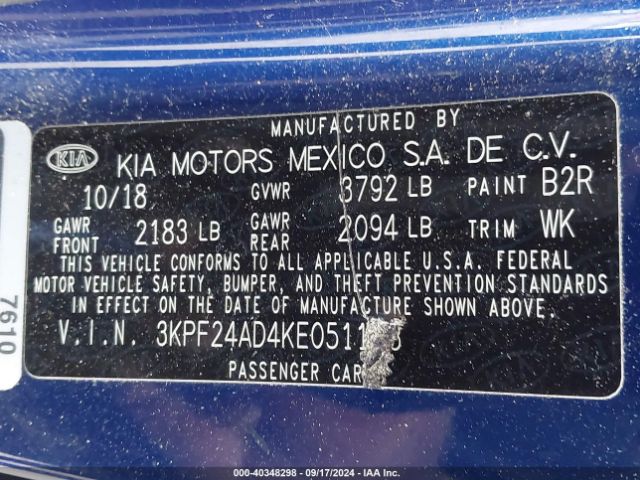 MANUFACTURED BY
KIA KIA MOTORS MEXICO S.A. DE C.V.
10/18 GVWR 3792 LB PAINT B2R
GAWR FRONT 2183 LB GAWR REAR 2094 LB TRIM WK
THIS VEHICLE CONFORMS TO ALL APPLICABLE U.S.A. FEDERAL
MOTOR VEHICLE SAFETY, BUMPER, AND THEFT PREVENTION STANDARDS
IN EFFECT ON THE DATE OF MANUFACTURE SHOWN ABOVE.
V.I.N.
PASSENGER CAR
7610
000-40348298 - 09/17/2024 - IAA Inc.